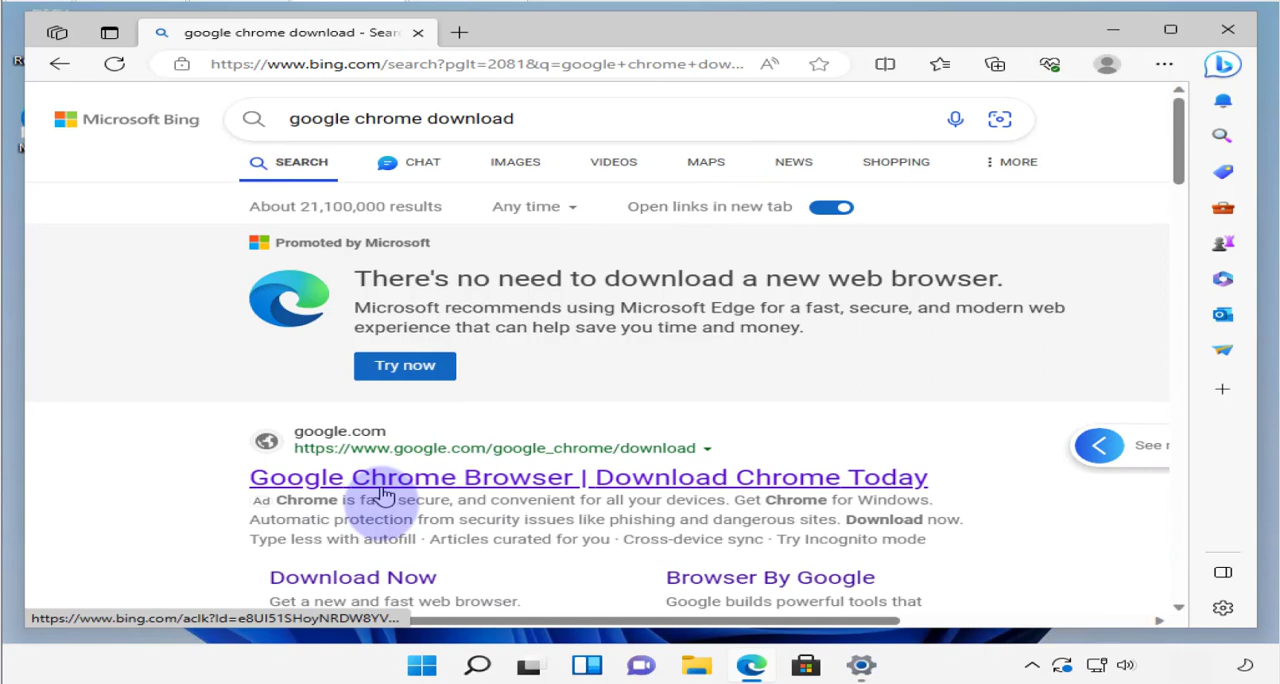 google chrome download - Sear
https://www.bing.com/search?pglt=2081&q=google+chrome+dow...
Microsoft Bing
google chrome download
SEARCH CHAT IMAGES VIDEOS MAPS NEWS SHOPPING MORE
About 21,100,000 results Any time Open links in new tab
Promoted by Microsoft
There's no need to download a new web browser.
Microsoft recommends using Microsoft Edge for a fast, secure, and modern web
experience that can help save you time and money.
Try now
google.com
https://www.google.com/google_chrome/download
See
Google Chrome Browser | Download Chrome Today
Ad Chrome is fast, secure, and convenient for all your devices. Get Chrome for Windows.
Automatic protection from security issues like phishing and dangerous sites. Download now.
Type less with autofill · Articles curated for you · Cross-device sync · Try Incognito mode
Download Now Browser By Google
Get a new and fast web browser. Google builds powerful tools that
https://www.bing.com/aclk?ld=e8UI51SHoyNRDW8YV...